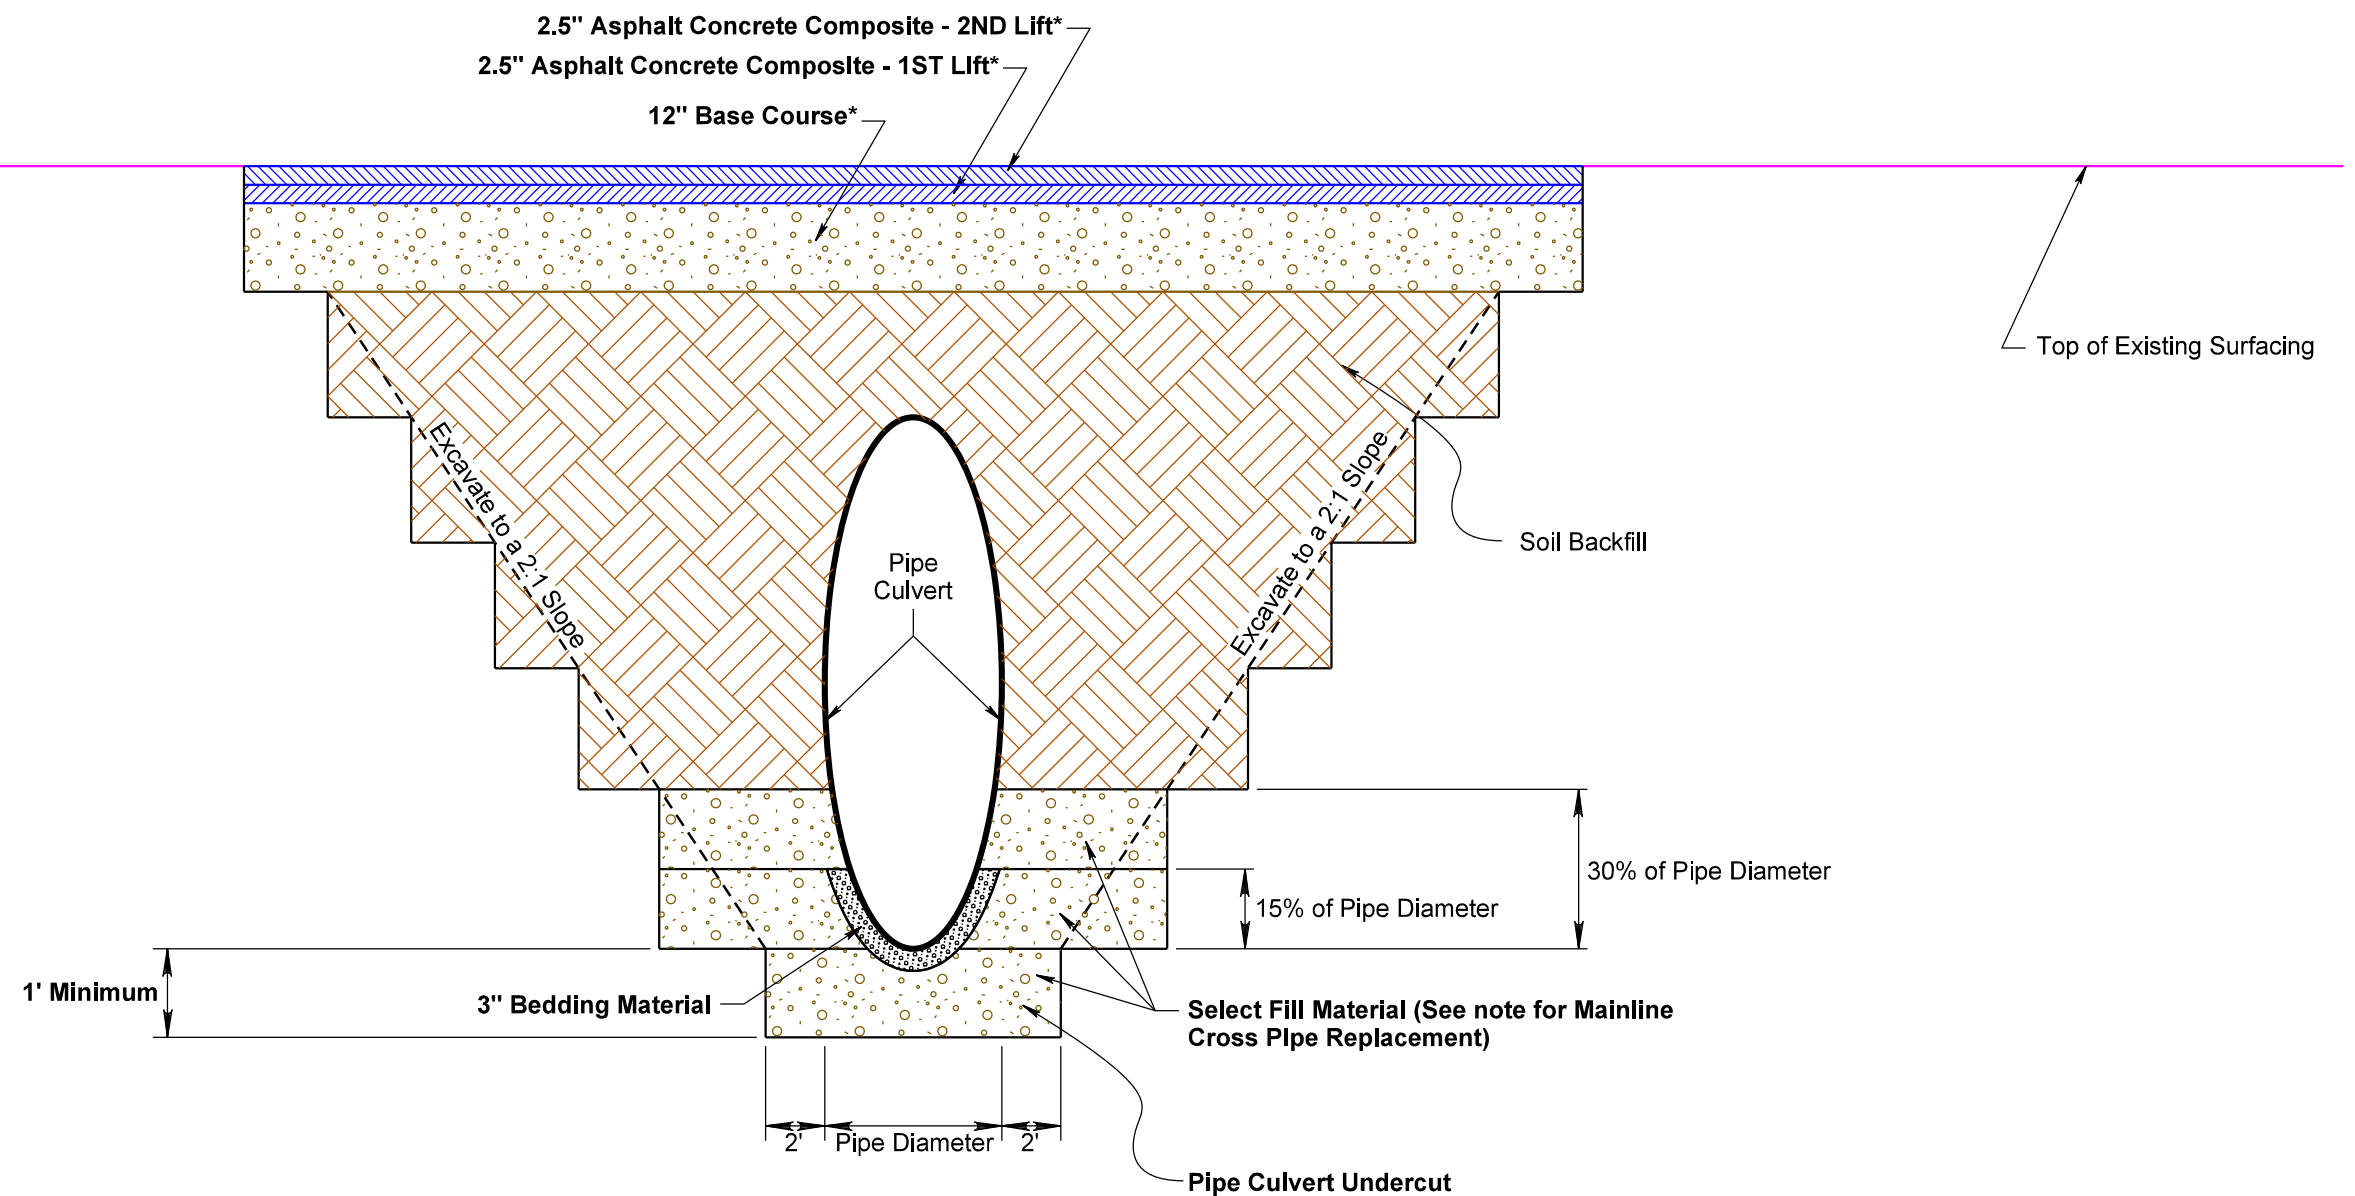 2.5" Asphalt Concrete Composite - 2ND Lift*
2.5" Asphalt Concrete Composite - 1ST Lift*
12" Base Course*
Top of Existing Surfacing
Excavate to a 2:1 Slope
Excavate to a 2:1 Slope
Soil Backfill
Pipe
Culvert
30% of Pipe Diameter
15% of Pipe Diameter
1' Minimum
3" Bedding Material
Select Fill Material (See note for Mainline
Cross Pipe Replacement)
2'
Pipe Diameter
2'
Pipe Culvert Undercut